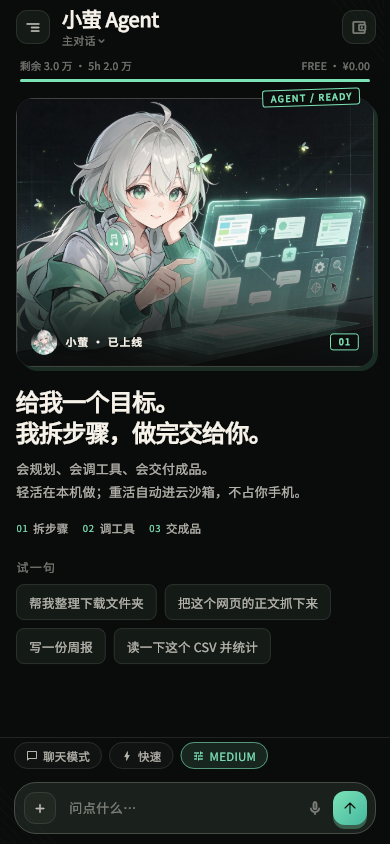 小萤 Agent
主对话
剩余 3.0 万 · 5h 2.0 万
FREE · ¥0.00
AGENT / READY
小萤 · 已上线
01
给我一个目标。
我拆步骤，做完交给你。
会规划、会调工具、会交付成品。
轻活在本机做；重活自动进云沙箱，不占你手机。
01 拆步骤 02 调工具 03 交成品
试一句
帮我整理下载文件夹
把这个网页的正文抓下来
写一份周报
读一下这个 CSV 并统计
聊天模式
快速
MEDIUM
问点什么…